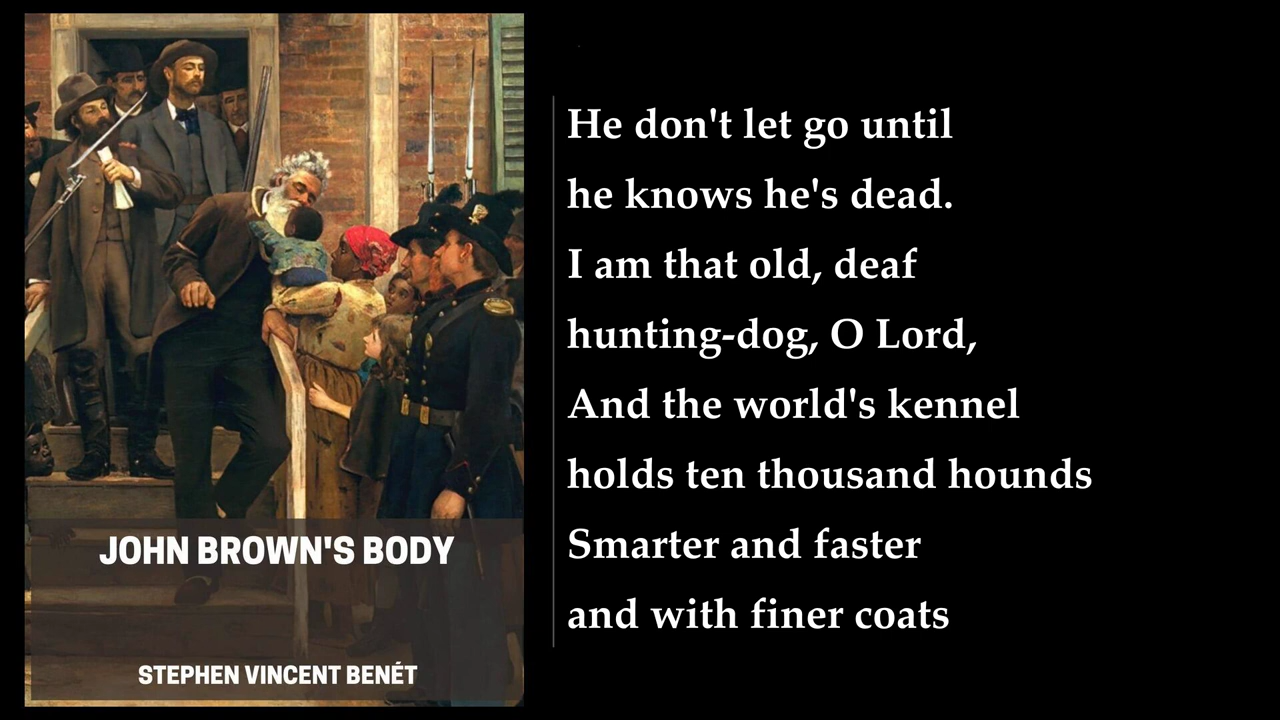 He don't let go until
he knows he's dead.
I am that old, deaf
hunting-dog, O Lord,
And the world's kennel
holds ten thousand hounds
Smarter and faster
and with finer coats
JOHN BROWN'S BODY
STEPHEN VINCENT BENÉT